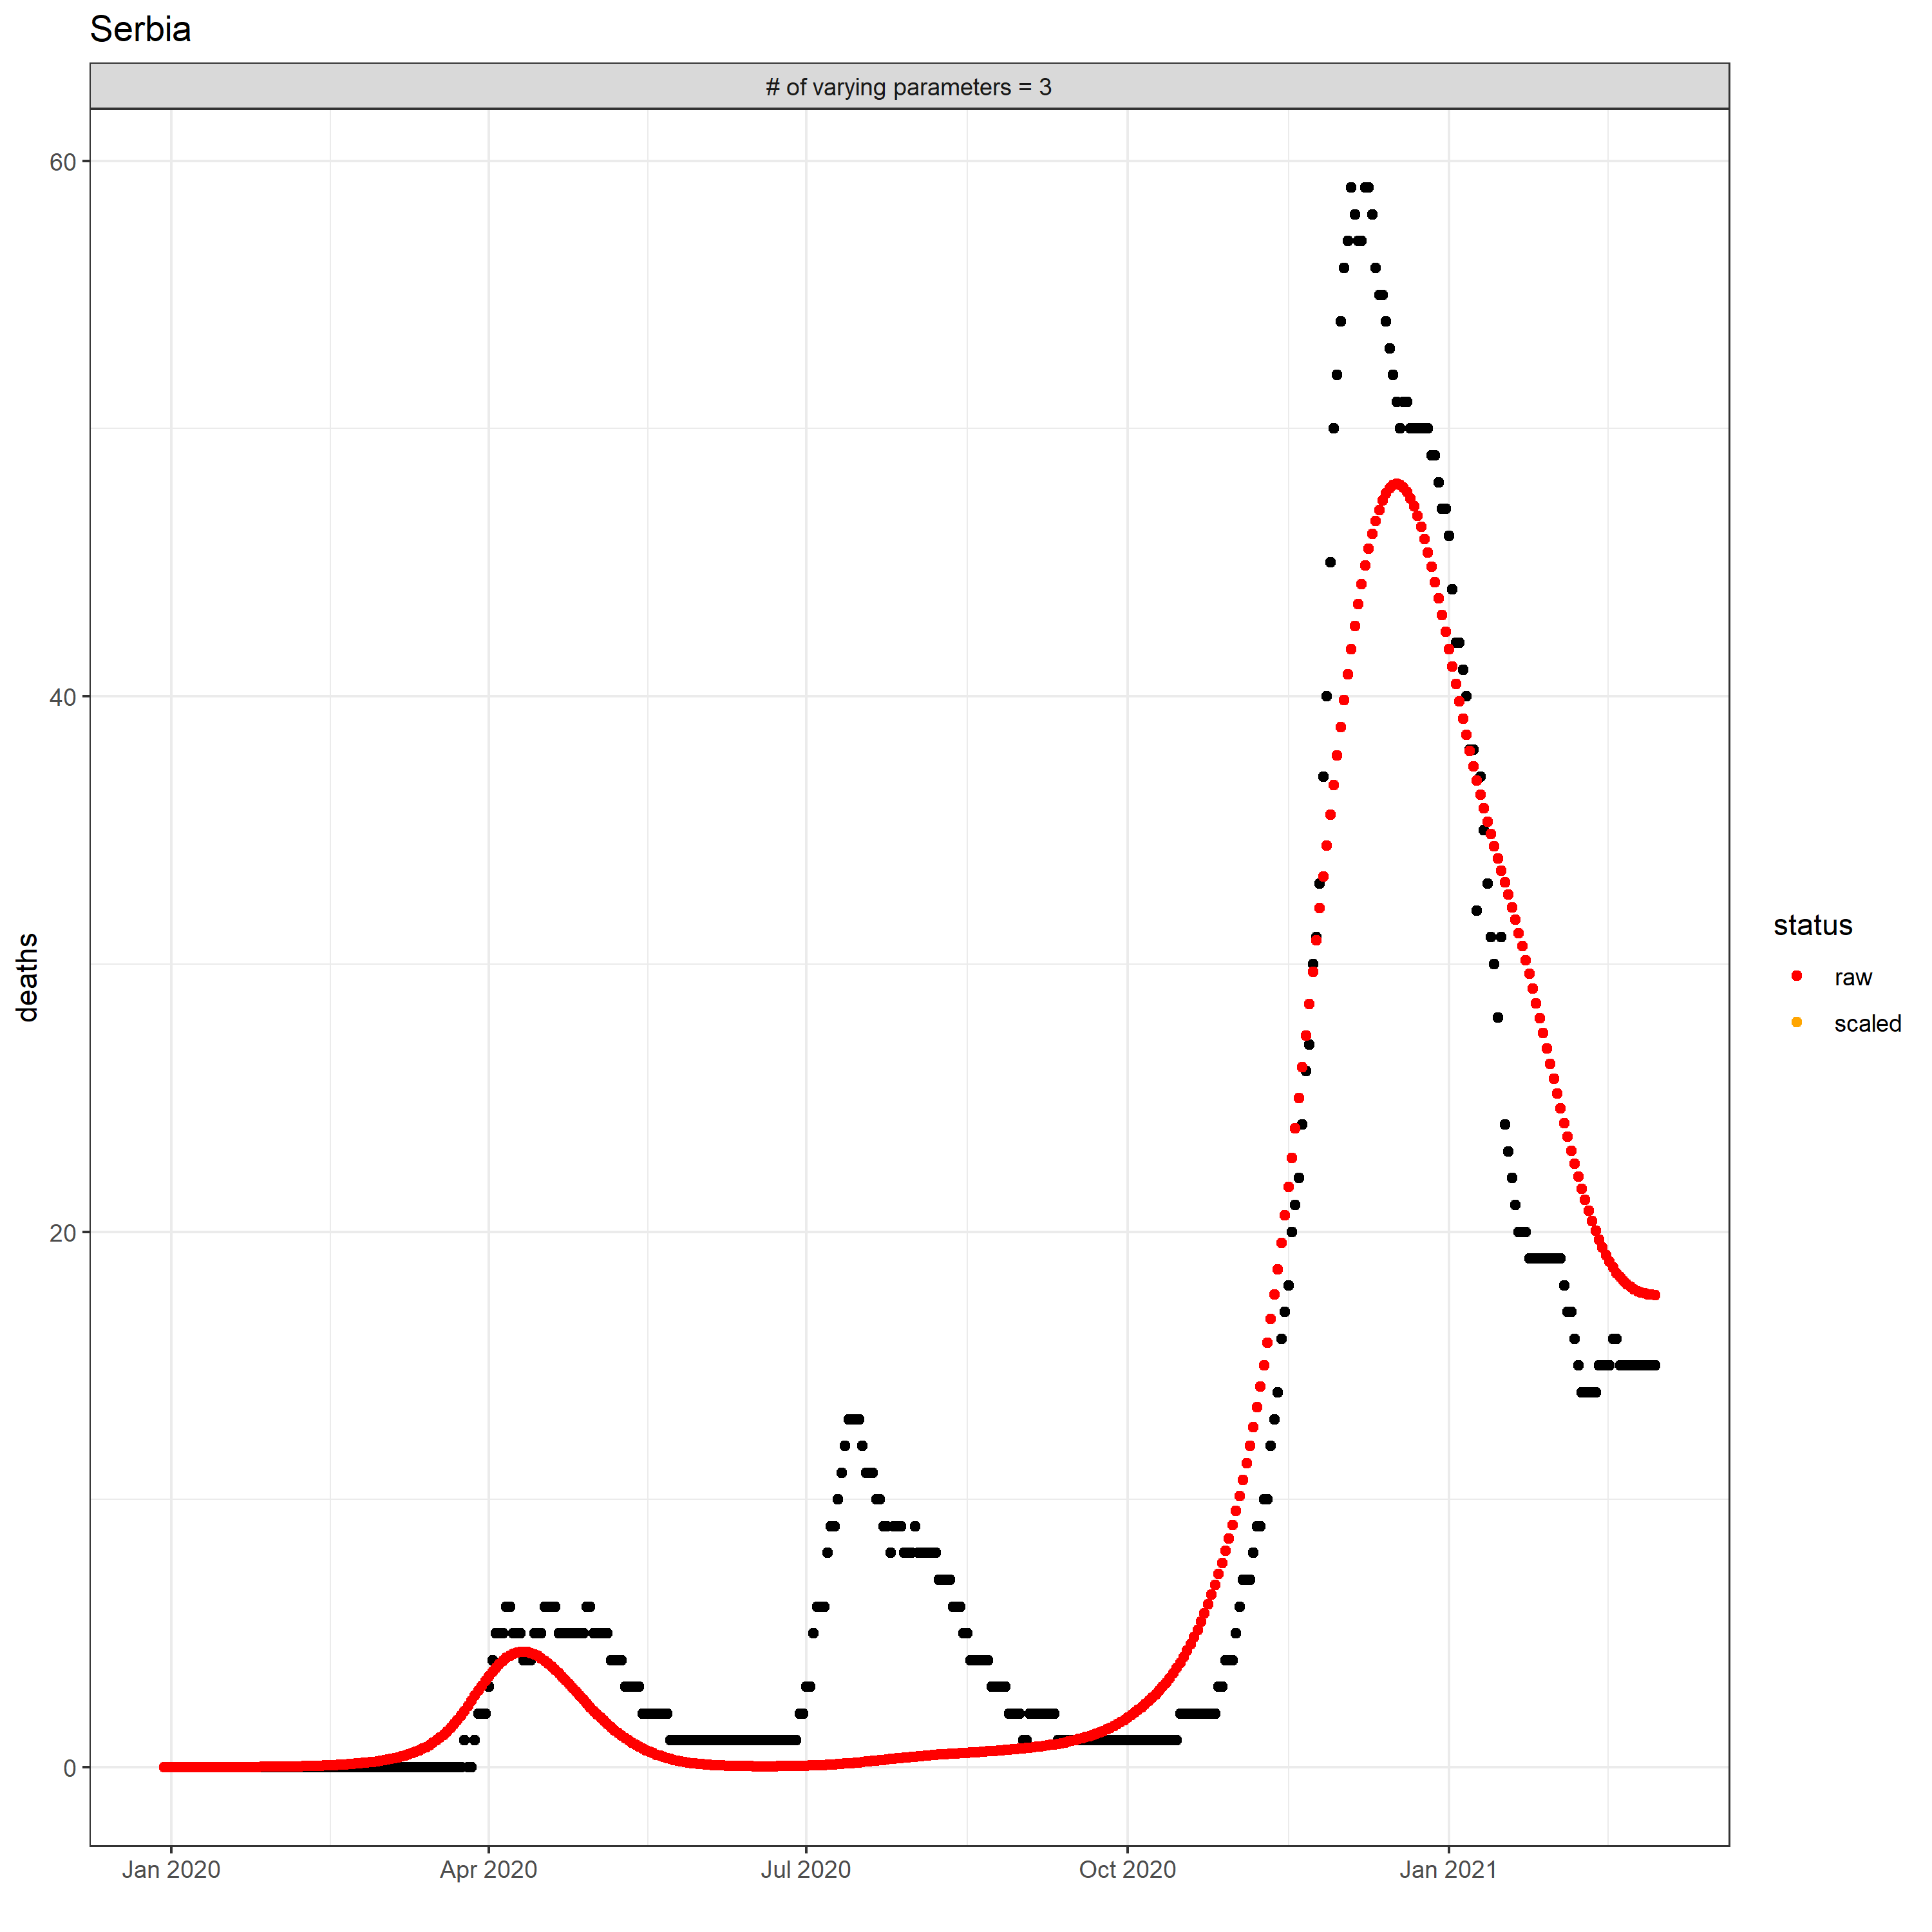 Serbia
# of varying parameters = 3
60
40
20
0
deaths
Jan 2020
Apr 2020
Jul 2020
Oct 2020
Jan 2021
status
raw
scaled